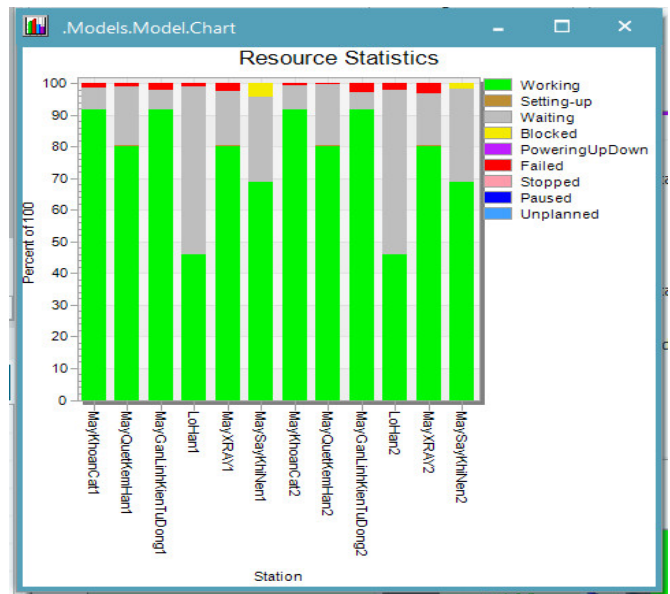 .Models.Model.Chart
Resource Statistics
100
90
80
70
60
50
40
30
20
10
0
Percent of 100
Working
Setting-up
Waiting
Blocked
PoweringUpDown
Failed
Stopped
Paused
Unplanned
MayKhoanCat1
MayQuetKemHan1
MayGanLinhKienTuDong1
LoHan1
MayXRAY1
MaySayKhiNen1
MayKhoanCat2
MayQuetKemHan2
MayGanLinhKienTuDong2
LoHan2
MayXRAY2
MaySayKhiNen2
Station